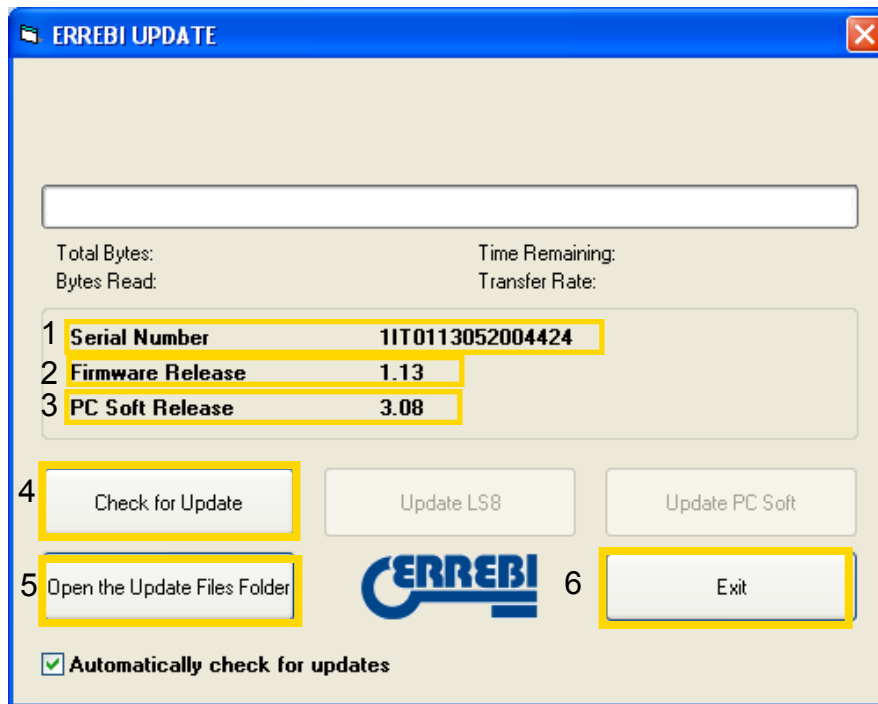 ERREBI UPDATE
Total Bytes: Time Remaining:
Bytes Read: Transfer Rate:
1 Serial Number 1IT0113052004424
2 Firmware Release 1.13
3 PC Soft Release 3.08
4 Check for Update Update LS8 Update PC Soft
5 Open the Update Files Folder ERREBI 6 Exit
Automatically check for updates